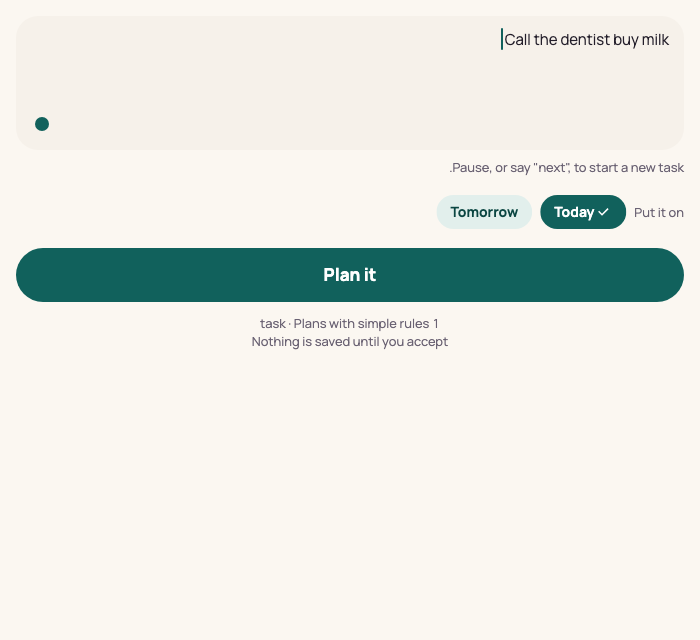 Call the dentist buy milk
.Pause, or say "next", to start a new task
Put it on Today Tomorrow
Plan it
task · Plans with simple rules 1
Nothing is saved until you accept